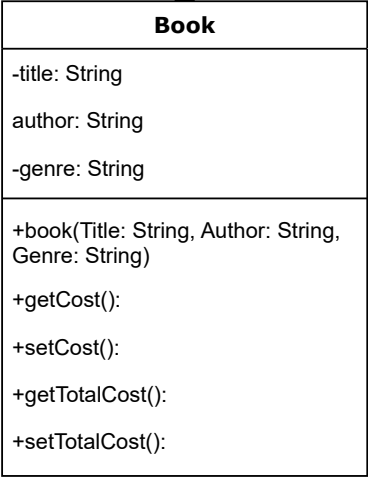 Book
-title: String
author: String
-genre: String
+book(Title: String, Author: String,
Genre: String)
+getCost():
+setCost():
+getTotalCost():
+setTotalCost():